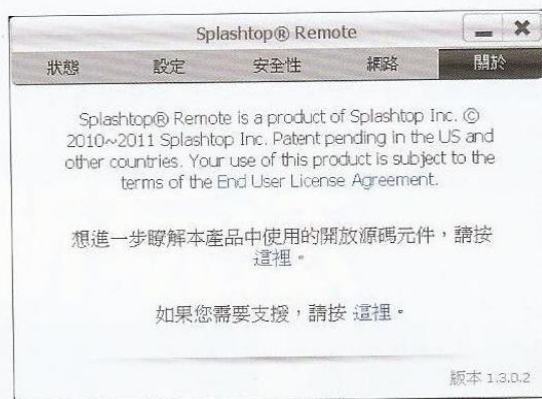 Splashtop® Remote
狀態 設定 安全性 網路 關於
Splashtop® Remote is a product of Splashtop Inc. ©
2010~2011 Splashtop Inc. Patent pending in the US and
other countries. Your use of this product is subject to the
terms of the End User License Agreement.
想進一步瞭解本產品中使用的開放源碼元件，請按
這裡。
如果您需要支援，請按 這裡。
版本 1.3.0.2